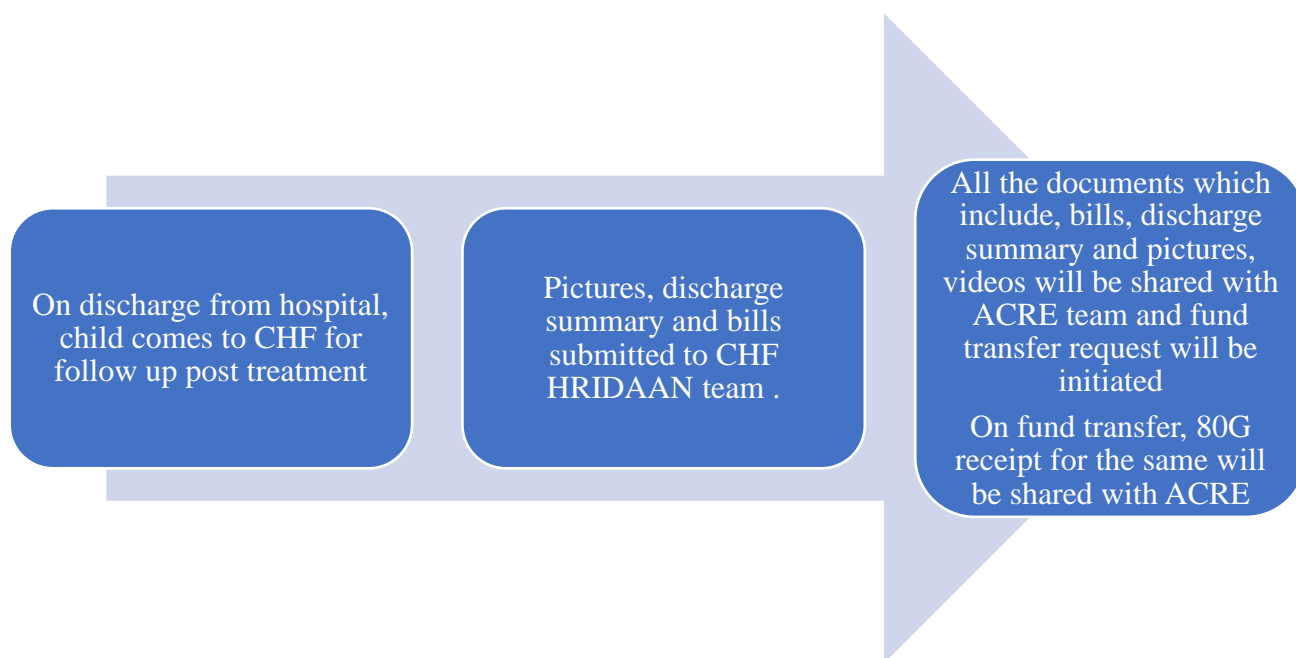 On discharge from hospital,
child comes to CHF for
follow up post treatment
Pictures, discharge
summary and bills
submitted to CHF
HRIDAAN team .
All the documents which
include, bills, discharge
summary and pictures,
videos will be shared with
ACRE team and fund
transfer request will be
initiated
On fund transfer, 80G
receipt for the same will
be shared with ACRE